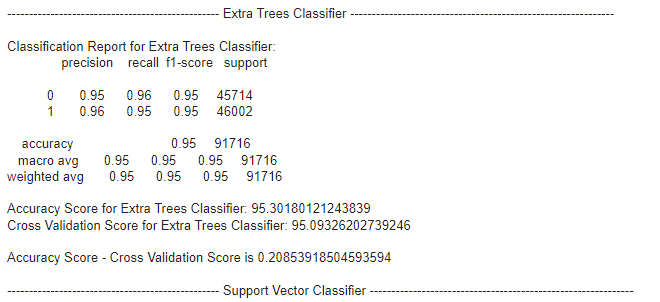 ------------------------------------------------- Extra Trees Classifier -------------------------------------------------------------
Classification Report for Extra Trees Classifier:
precision recall f1-score support
0 0.95 0.96 0.95 45714
1 0.96 0.95 0.95 46002
accuracy 0.95 91716
macro avg 0.95 0.95 0.95 91716
weighted avg 0.95 0.95 0.95 91716
Accuracy Score for Extra Trees Classifier: 95.30180121243839
Cross Validation Score for Extra Trees Classifier: 95.09326202739246
Accuracy Score - Cross Validation Score is 0.20853918504593594
------------------------------------------------- Support Vector Classifier -------------------------------------------------------------